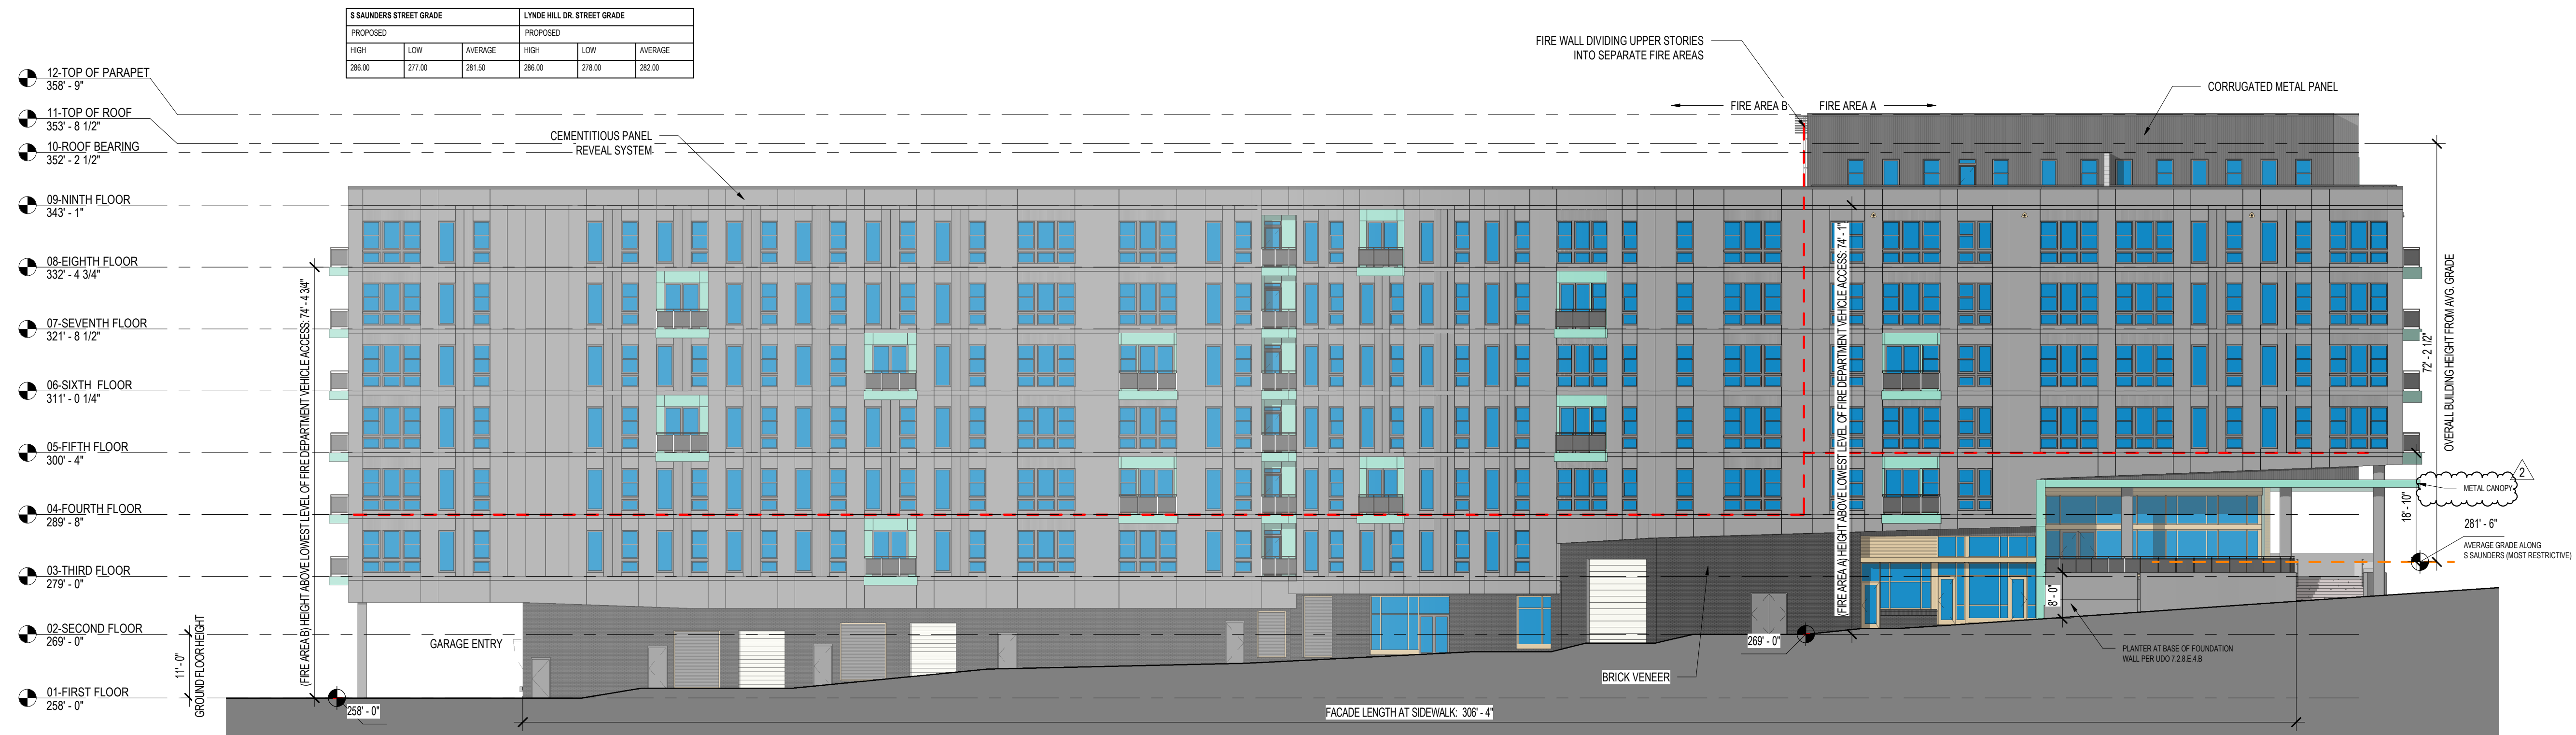 S SAUNDERS STREET GRADE LYNDE HILL DR. STREET GRADE
PROPOSED PROPOSED
HIGH LOW AVERAGE HIGH LOW AVERAGE
286.00 277.00 281.50 286.00 278.00 282.00
FIRE WALL DIVIDING UPPER STORIES
INTO SEPARATE FIRE AREAS
12-TOP OF PARAPET
358' - 9"
CORRUGATED METAL PANEL
FIRE AREA B FIRE AREA A
11-TOP OF ROOF
353' - 8 1/2"
CEMENTITIOUS PANEL
REVEAL SYSTEM
10-ROOF BEARING
352' - 2 1/2"
09-NINTH FLOOR
343' - 1"
08-EIGHTH FLOOR
332' - 4 3/4"
07-SEVENTH FLOOR
321' - 8 1/2"
06-SIXTH FLOOR
311' - 0 1/4"
05-FIFTH FLOOR
300' - 4"
04-FOURTH FLOOR
289' - 8"
03-THIRD FLOOR
279' - 0"
02-SECOND FLOOR
269' - 0"
01-FIRST FLOOR
258' - 0"
11' - 0"
GROUND FLOOR HEIGHT
(FIRE AREA B) HEIGHT ABOVE LOWEST LEVEL OF FIRE DEPARTMENT VEHICLE ACCESS: 74' - 4 3/4"
258' - 0"
GARAGE ENTRY
FACADE LENGTH AT SIDEWALK: 306' - 4"
BRICK VENEER
269' - 0"
(FIRE AREA A) HEIGHT ABOVE LOWEST LEVEL OF FIRE DEPARTMENT VEHICLE ACCESS: 74' - 1"
8' - 0"
PLANTER AT BASE OF FOUNDATION
WALL PER UDO 7.2.8.E.4.B
72' - 2 1/2"
OVERALL BUILDING HEIGHT FROM AVG. GRADE
2
METAL CANOPY
18' - 10"
281' - 6"
AVERAGE GRADE ALONG
S SAUNDERS (MOST RESTRICTIVE)